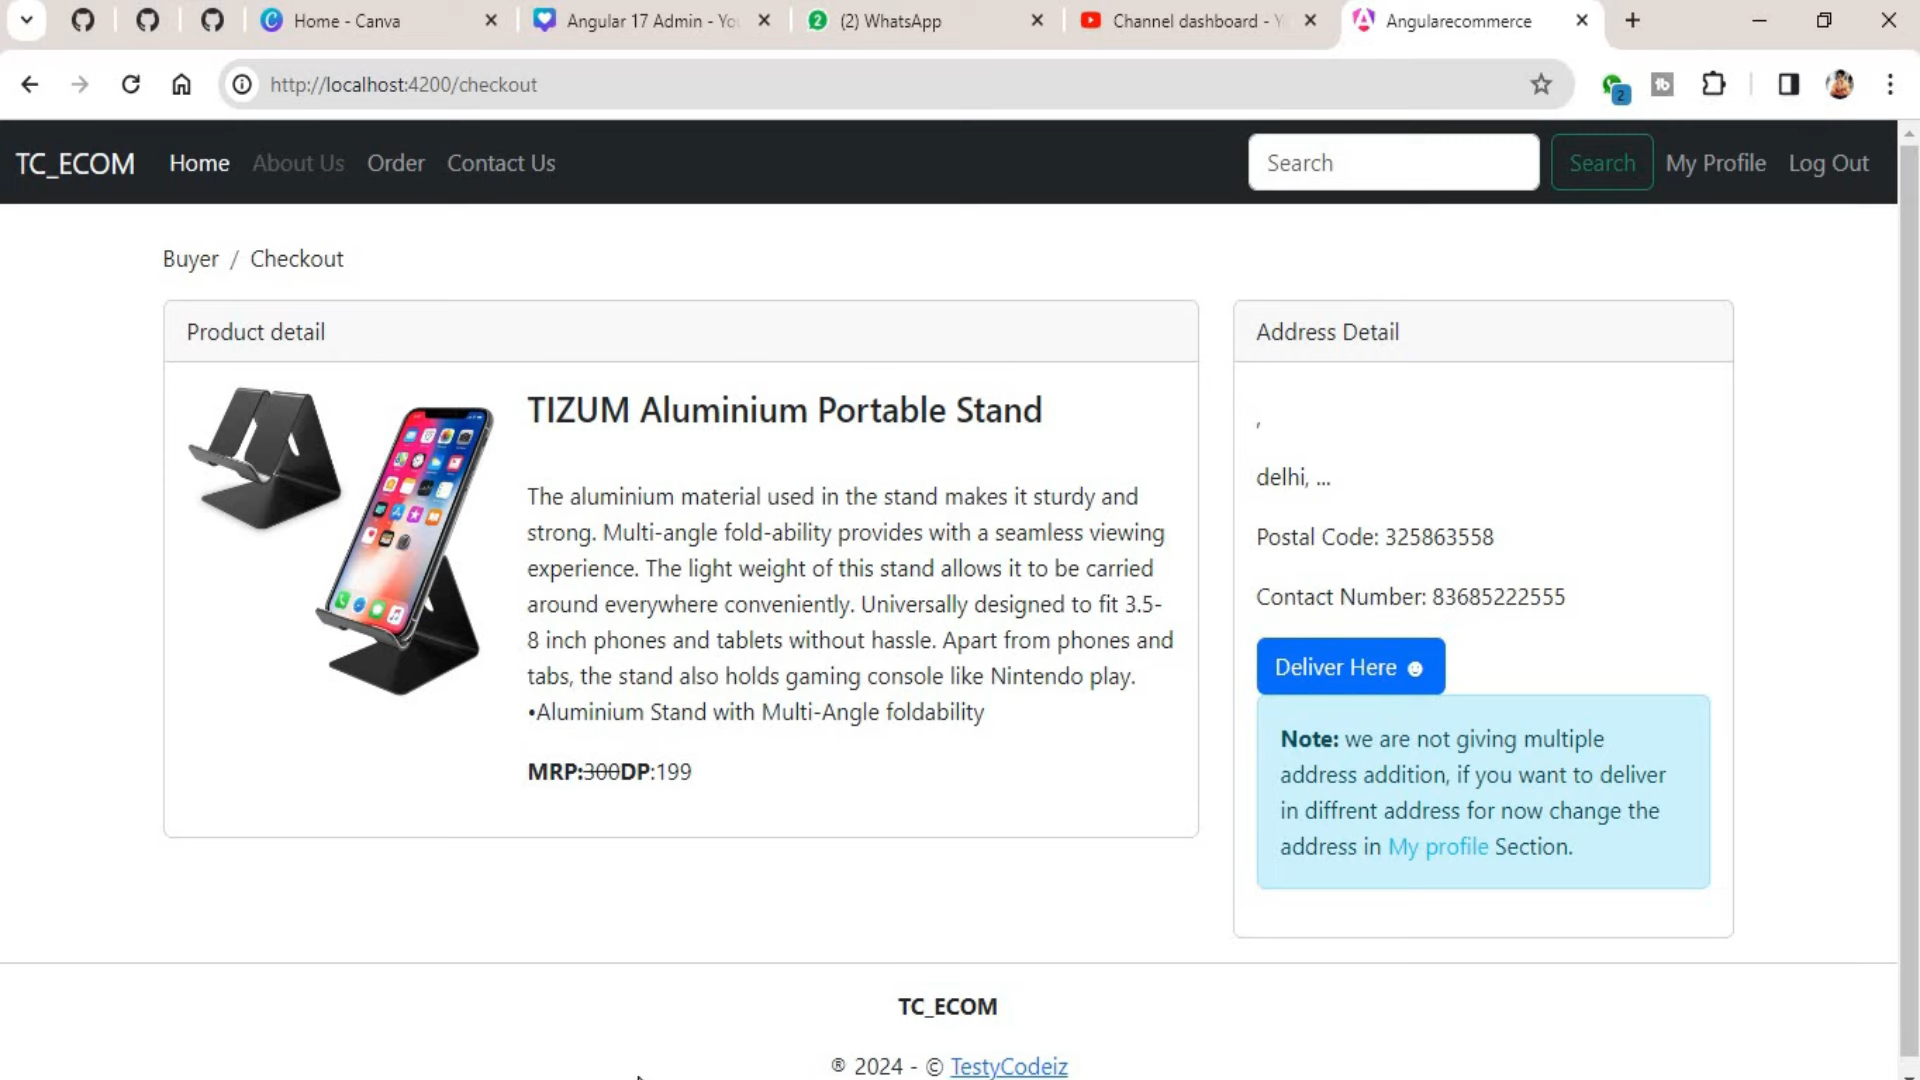 Home - Canva
Angular 17 Admin - Yo
2
(2) WhatsApp
Channel dashboard - Y
Angularecommerce
http://localhost:4200/checkout
2
tb
TC_ECOM
Home
About Us
Order
Contact Us
Search
Search
My Profile
Log Out
Buyer / Checkout
Product detail
TIZUM Aluminium Portable Stand
The aluminium material used in the stand makes it sturdy and
strong. Multi-angle fold-ability provides with a seamless viewing
experience. The light weight of this stand allows it to be carried
around everywhere conveniently. Universally designed to fit 3.5-
8 inch phones and tablets without hassle. Apart from phones and
tabs, the stand also holds gaming console like Nintendo play.
•Aluminium Stand with Multi-Angle foldability
MRP:300DP:199
Address Detail
,
delhi, ...
Postal Code: 325863558
Contact Number: 83685222555
Deliver Here ☻
Note: we are not giving multiple
address addition, if you want to deliver
in diffrent address for now change the
address in My profile Section.
TC_ECOM
® 2024 - © TestyCodeiz